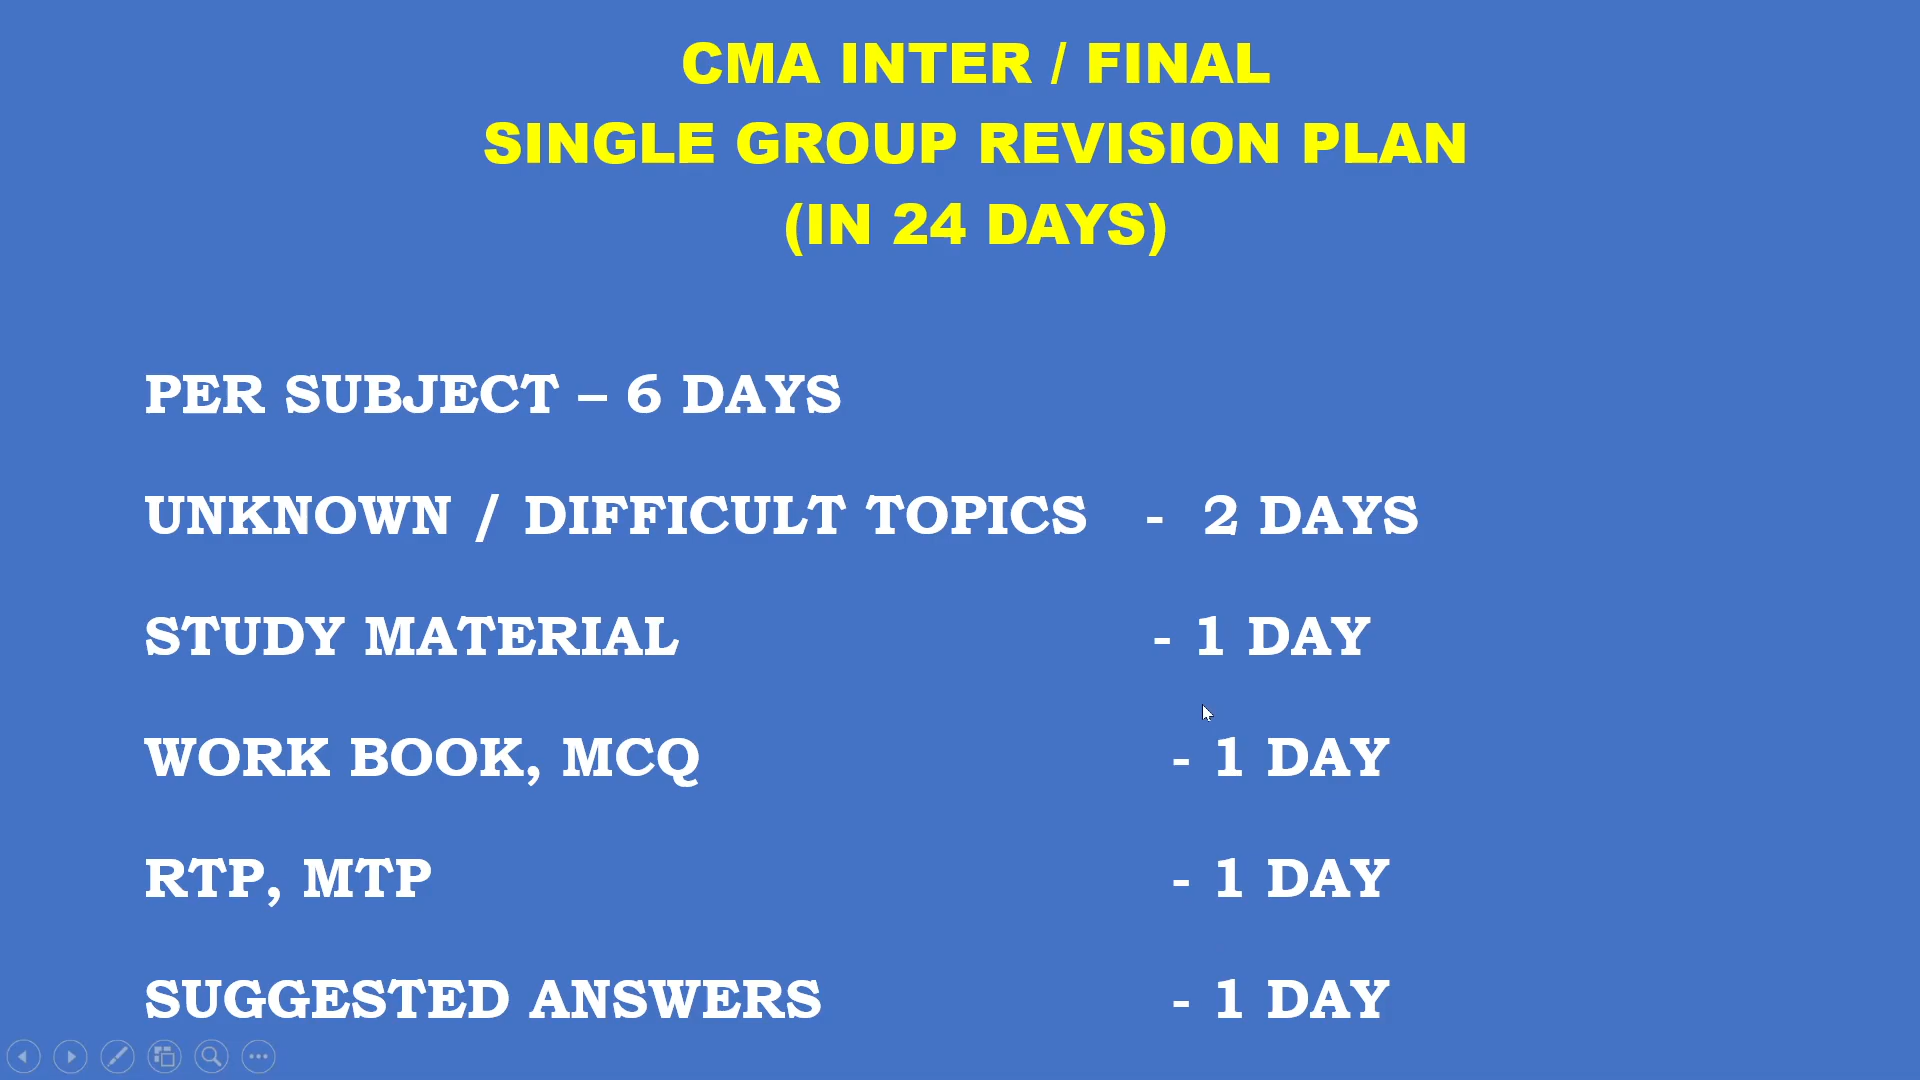 CMA INTER / FINAL
SINGLE GROUP REVISION PLAN
(IN 24 DAYS)
PER SUBJECT – 6 DAYS
UNKNOWN / DIFFICULT TOPICS - 2 DAYS
STUDY MATERIAL - 1 DAY
WORK BOOK, MCQ - 1 DAY
RTP, MTP - 1 DAY
SUGGESTED ANSWERS - 1 DAY